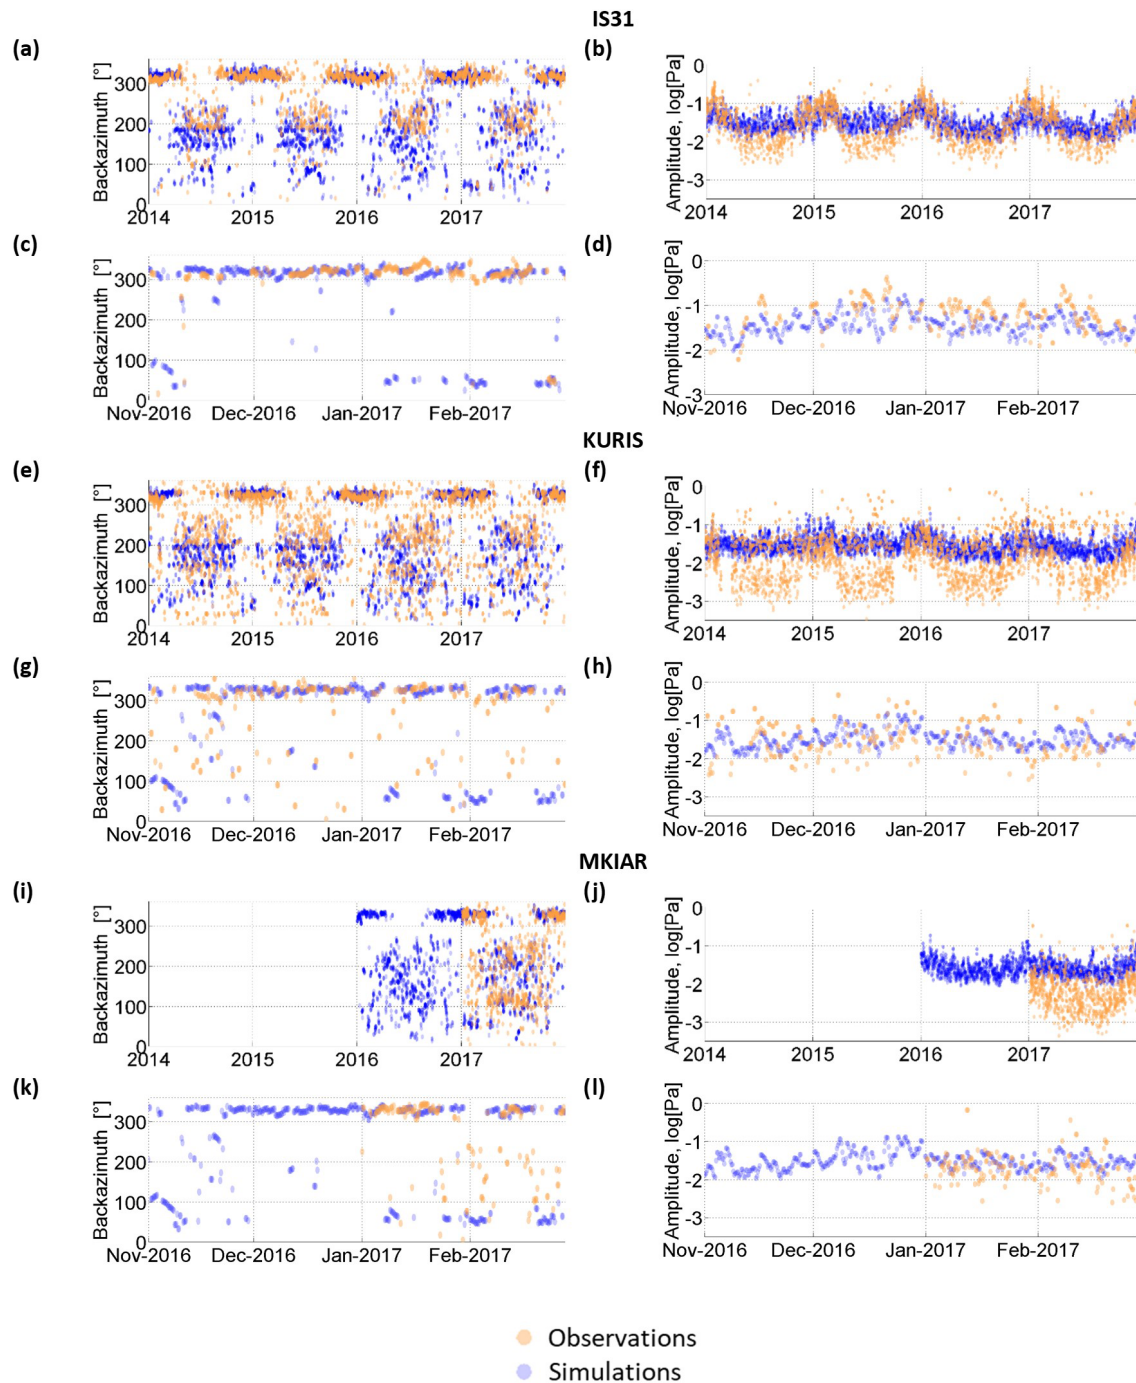 IS31
(a) (b)
Backazimuth [°]
300
200
100
0
2014 2015 2016 2017
Amplitude, log[Pa]
0
-1
-2
-3
2014 2015 2016 2017
(c) (d)
Backazimuth [°]
300
200
100
0
Nov-2016 Dec-2016 Jan-2017 Feb-2017
Amplitude, log[Pa]
0
-1
-2
-3
Nov-2016 Dec-2016 Jan-2017 Feb-2017
KURIS
(e) (f)
Backazimuth [°]
300
200
100
0
2014 2015 2016 2017
Amplitude, log[Pa]
0
-1
-2
-3
2014 2015 2016 2017
(g) (h)
Backazimuth [°]
300
200
100
0
Nov-2016 Dec-2016 Jan-2017 Feb-2017
Amplitude, log[Pa]
0
-1
-2
-3
Nov-2016 Dec-2016 Jan-2017 Feb-2017
MKIAR
(i) (j)
Backazimuth [°]
300
200
100
0
2014 2015 2016 2017
Amplitude, log[Pa]
0
-1
-2
-3
2014 2015 2016 2017
(k) (l)
Backazimuth [°]
300
200
100
0
Nov-2016 Dec-2016 Jan-2017 Feb-2017
Amplitude, log[Pa]
0
-1
-2
-3
Nov-2016 Dec-2016 Jan-2017 Feb-2017
Observations
Simulations